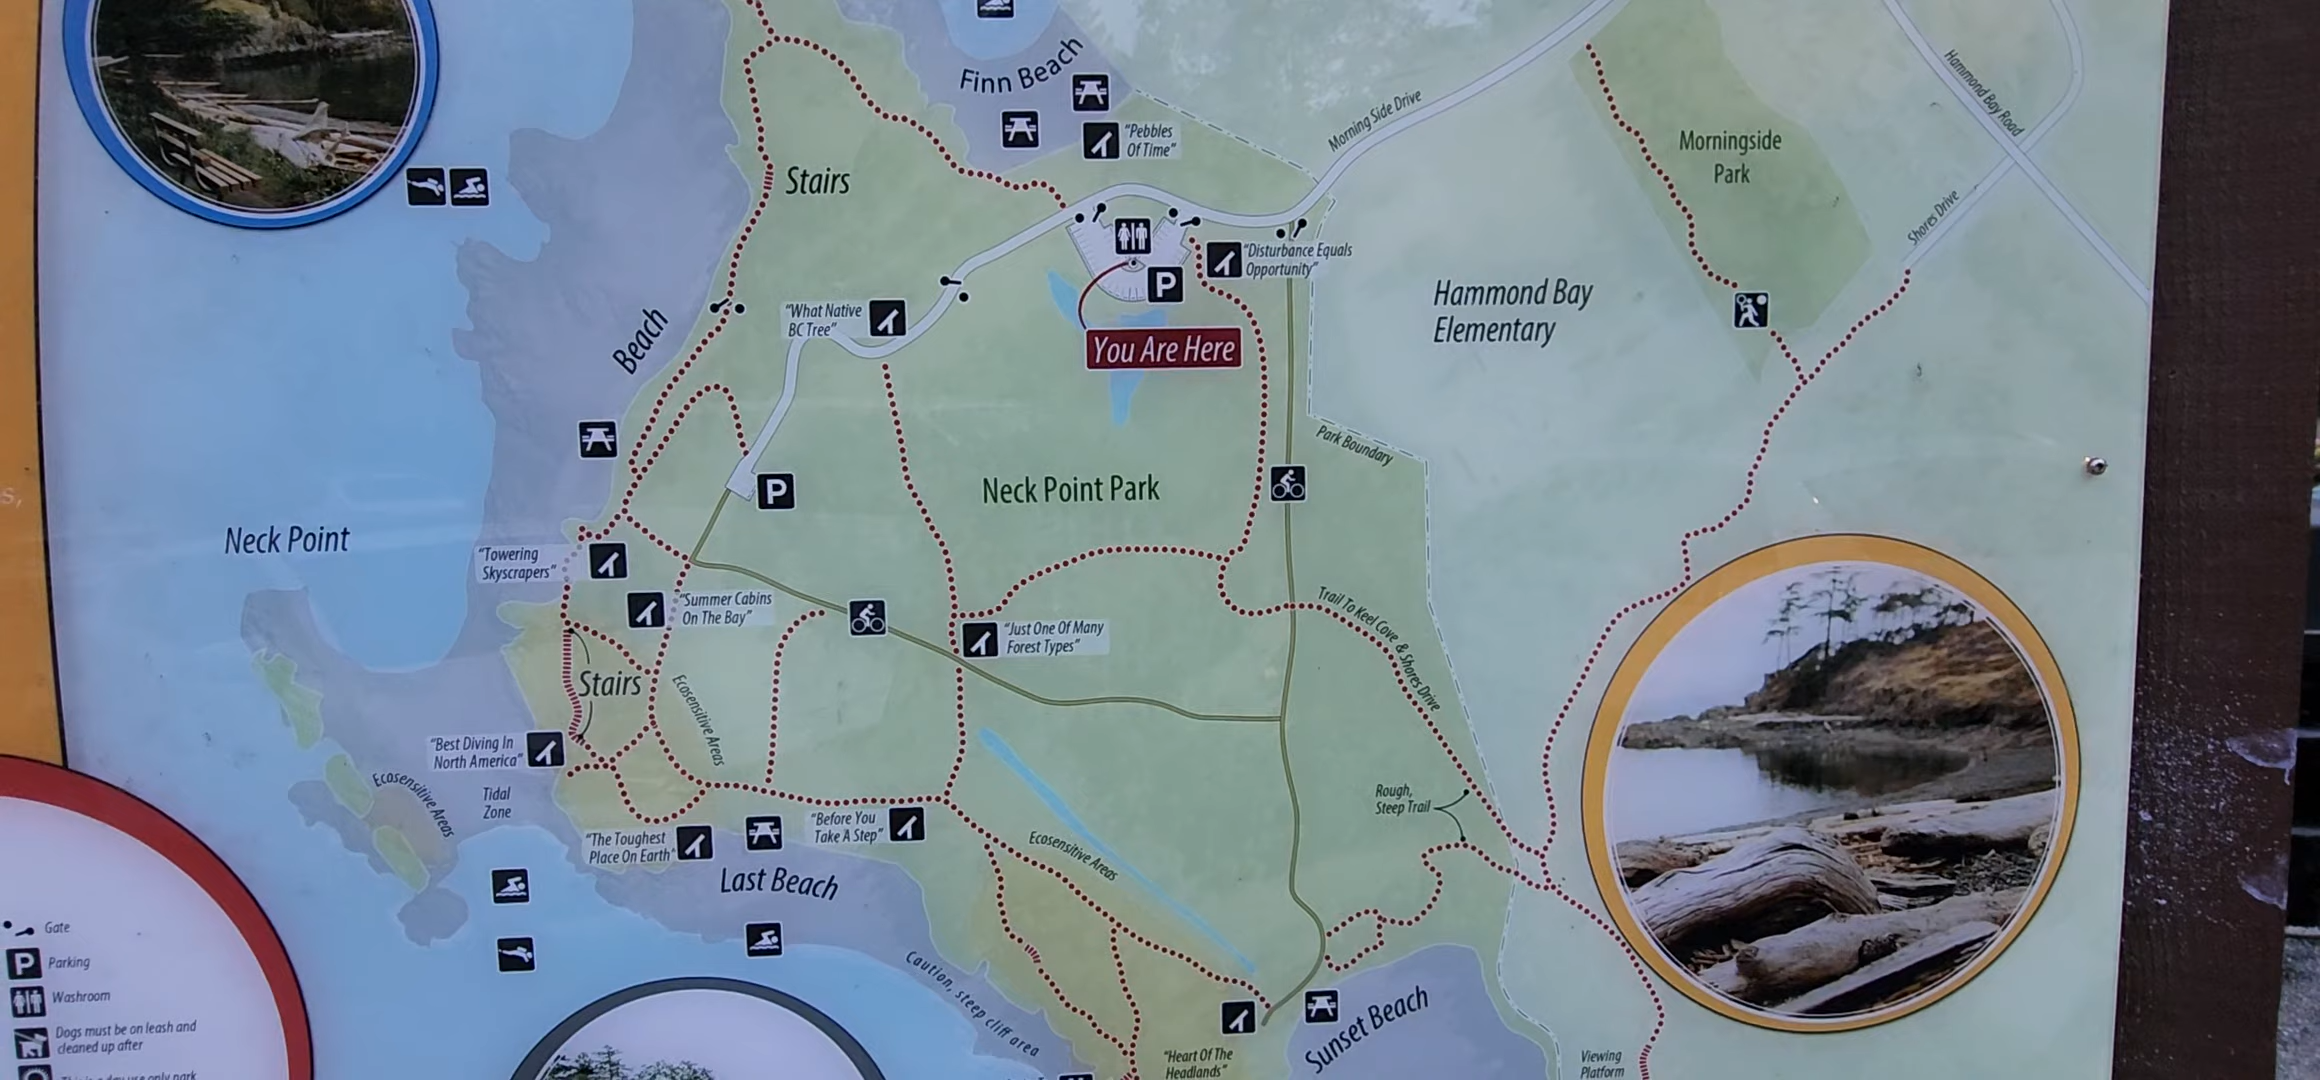 Finn Beach
"Pebbles
Of Time"
Morning Side Drive
Hammond Bay Road
Morningside
Park
Shores Drive
Stairs
"Disturbance Equals
Opportunity"
Hammond Bay
Elementary
"What Native
BC Tree"
P
You Are Here
Beach
Park Boundary
Neck Point Park
P
Neck Point
"Towering
Skyscrapers"
"Summer Cabins
On The Bay"
"Just One Of Many
Forest Types"
Trail To Keel Cove & Shores Drive
Stairs
Ecosensitive Areas
"Best Diving In
North America"
Ecosensitive Areas
Tidal
Zone
Rough,
Steep Trail
"The Toughest
Place On Earth"
"Before You
Take A Step"
Ecosensitive Areas
Last Beach
Caution, steep cliff area
Sunset Beach
"Heart Of The
Headlands"
Viewing
Platform
Gate
P Parking
Washroom
Dogs must be on leash and
cleaned up after